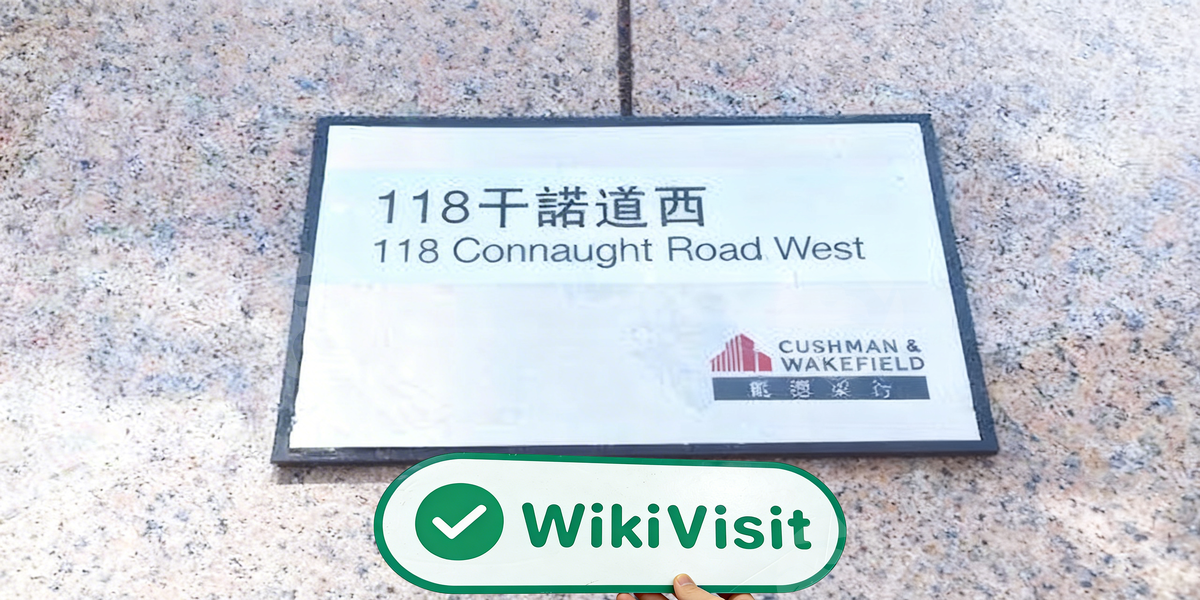 118干諾道西
118 Connaught Road West
CUSHMAN &
WAKEFIELD
WikiVisit